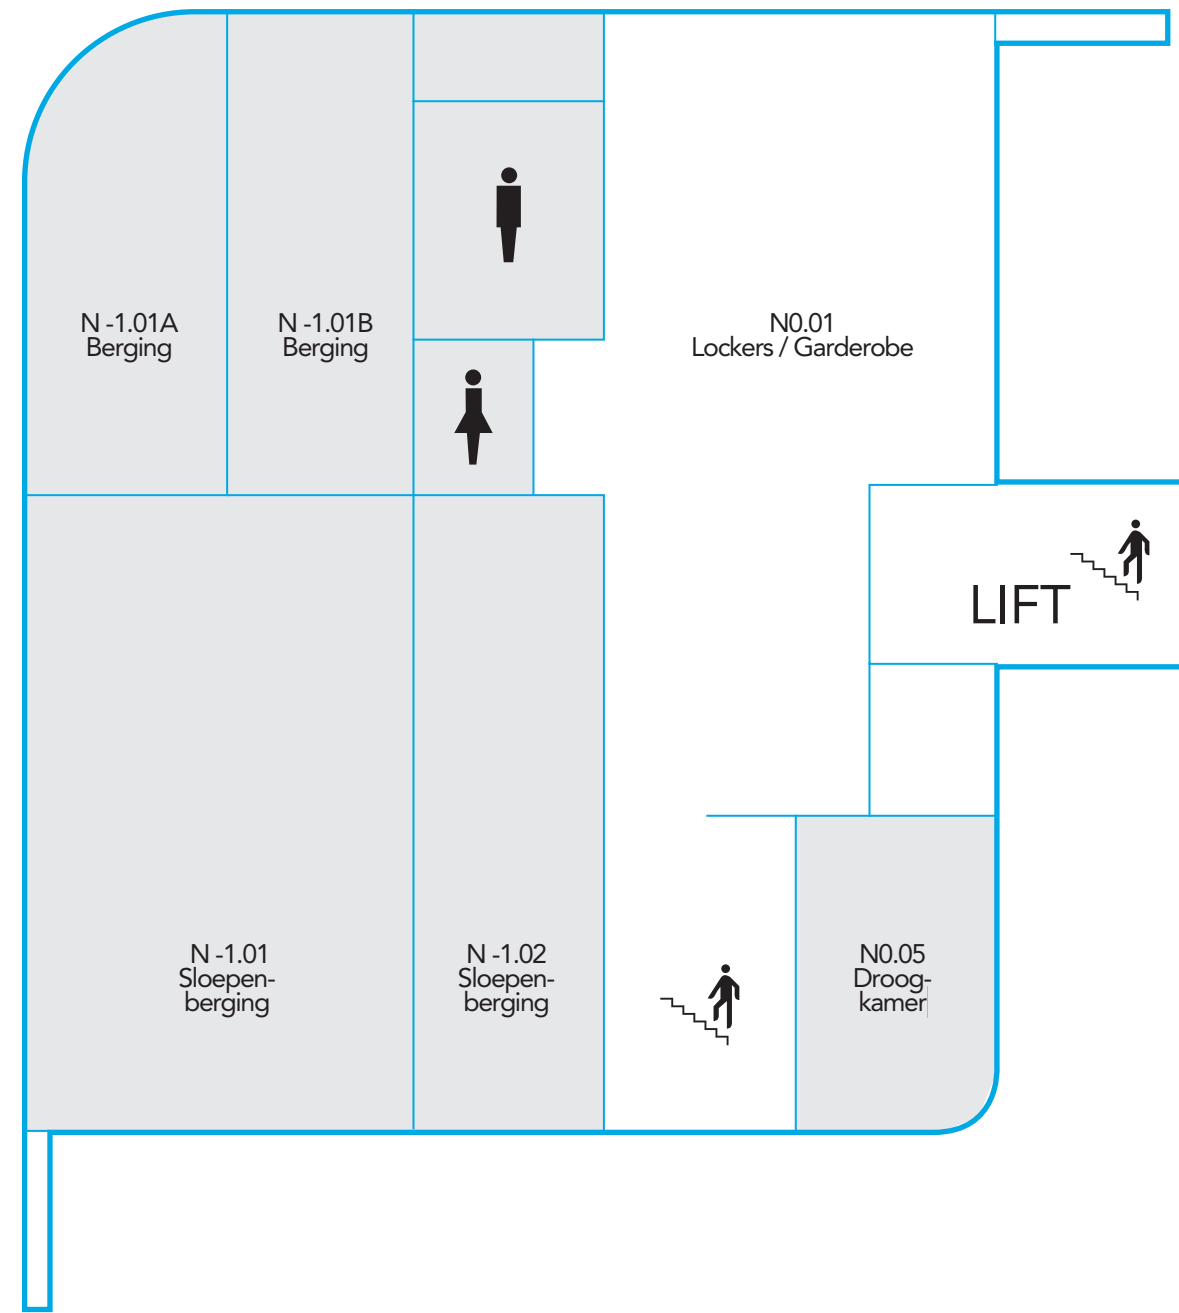 N -1.01A
Berging
N -1.01B
Berging
N0.01
Lockers / Garderobe
LIFT
N -1.01
Sloepen-
berging
N -1.02
Sloepen-
berging
N0.05
Droog-
kamer